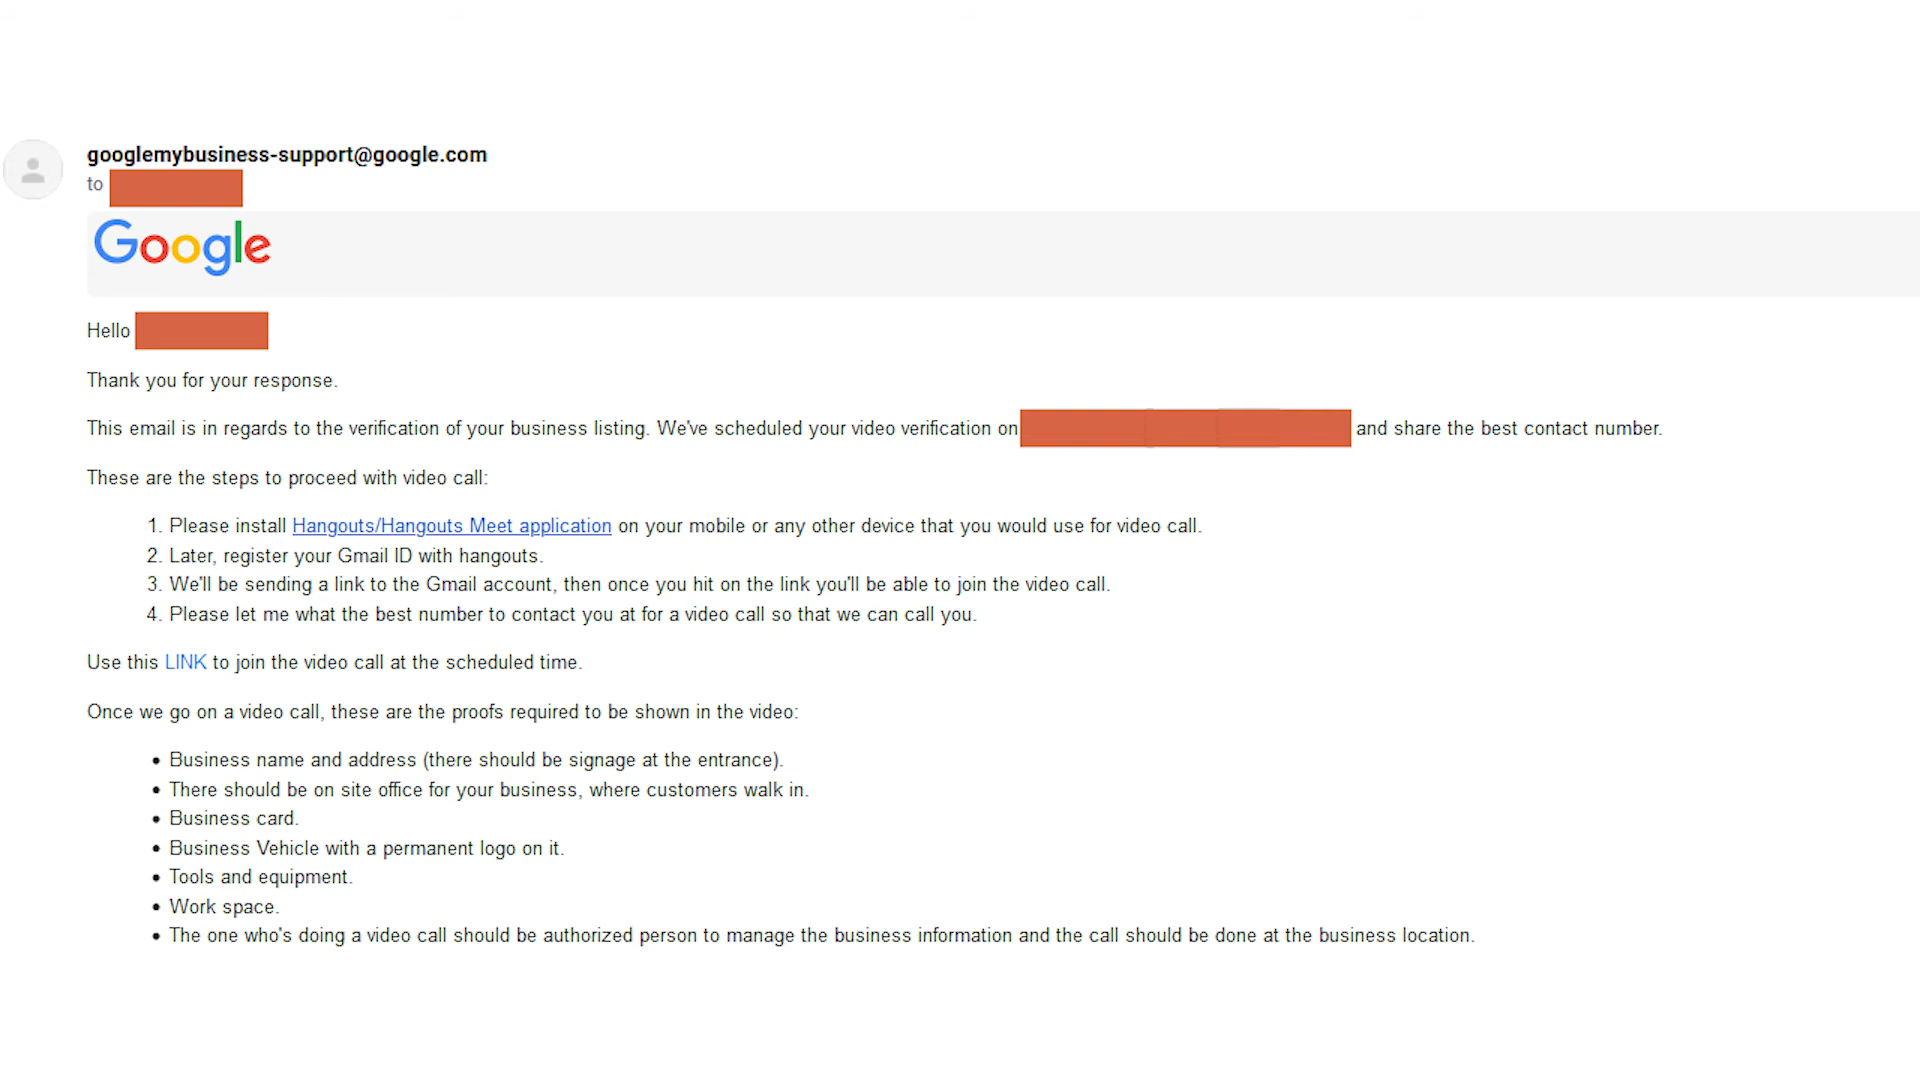 googlemybusiness-support@google.com
to
Google
Hello
Thank you for your response.
This email is in regards to the verification of your business listing. We've scheduled your video verification on and share the best contact number.
These are the steps to proceed with video call:
1. Please install Hangouts/Hangouts Meet application on your mobile or any other device that you would use for video call.
2. Later, register your Gmail ID with hangouts.
3. We'll be sending a link to the Gmail account, then once you hit on the link you'll be able to join the video call.
4. Please let me what the best number to contact you at for a video call so that we can call you.
Use this LINK to join the video call at the scheduled time.
Once we go on a video call, these are the proofs required to be shown in the video:
• Business name and address (there should be signage at the entrance).
• There should be on site office for your business, where customers walk in.
• Business card.
• Business Vehicle with a permanent logo on it.
• Tools and equipment.
• Work space.
• The one who's doing a video call should be authorized person to manage the business information and the call should be done at the business location.